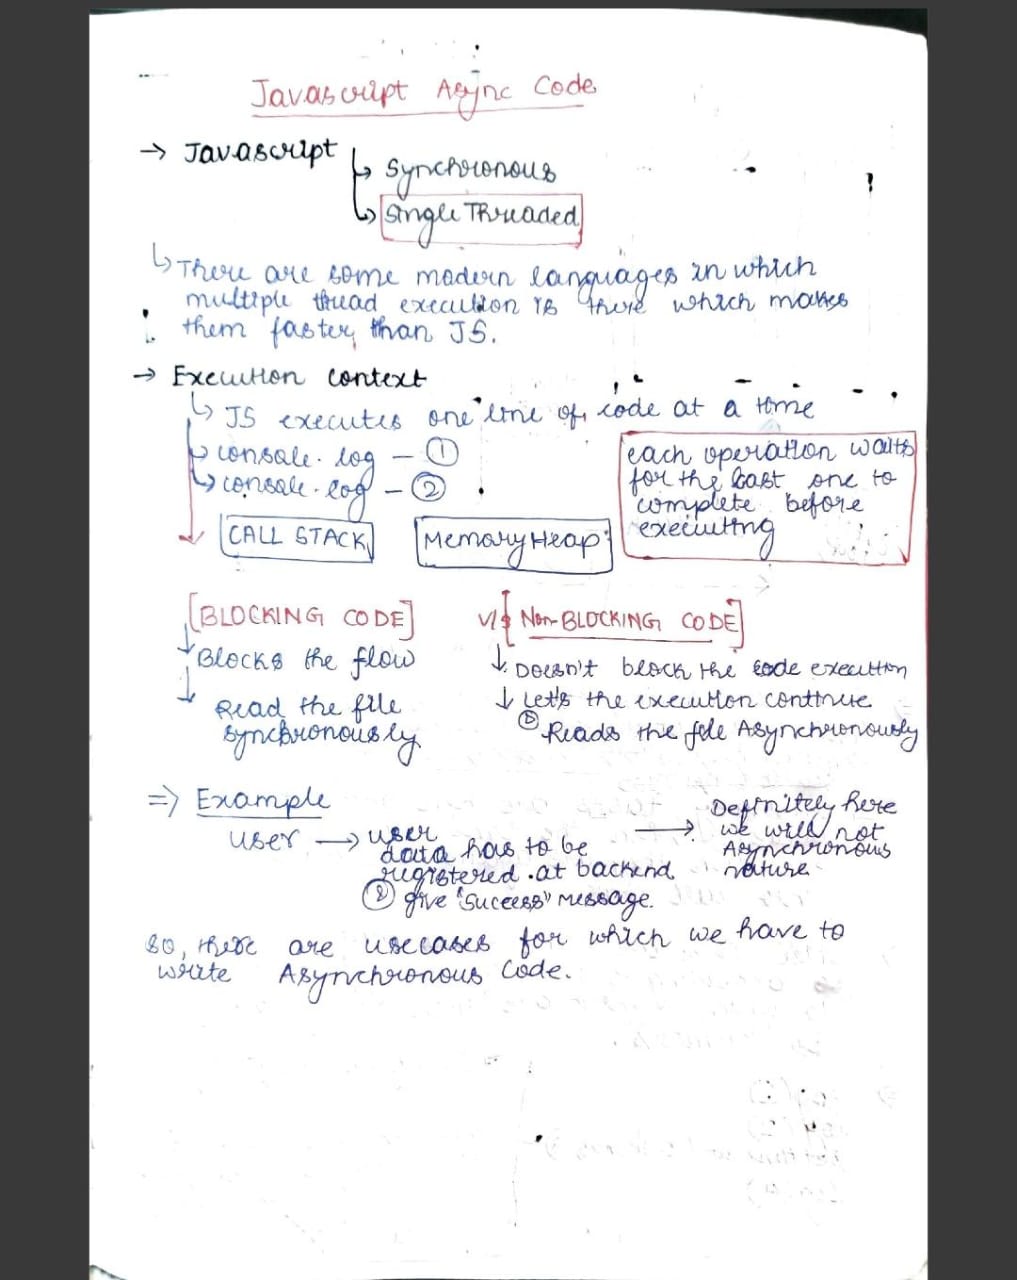 Javascript Async Code
→ Javascript
↳ Synchronous
↳ Single Threaded
↳ There are some modern languages in which
multiple thread execution is there which makes
them faster than JS.
→ Execution context
↳ JS executes one line of code at a time
↳ console.log - ①
↳ console.log - ②
each operation waits
for the last one to
complete before
executing
CALL STACK
Memory Heap
[BLOCKING CODE] v/s [Non-BLOCKING CODE]
↓ Blocks the flow
↓ Read the file
synchronously
↓ Doesn't block the code execution
↓ Let's the execution continue
Reads the file Asynchronously
⇒ Example
user → user
data has to be
registered at backend
② give "Success" message.
→ Definitely here
we will not
Asynchronous
nature
So, there are usecases for which we have to
write Asynchronous Code.